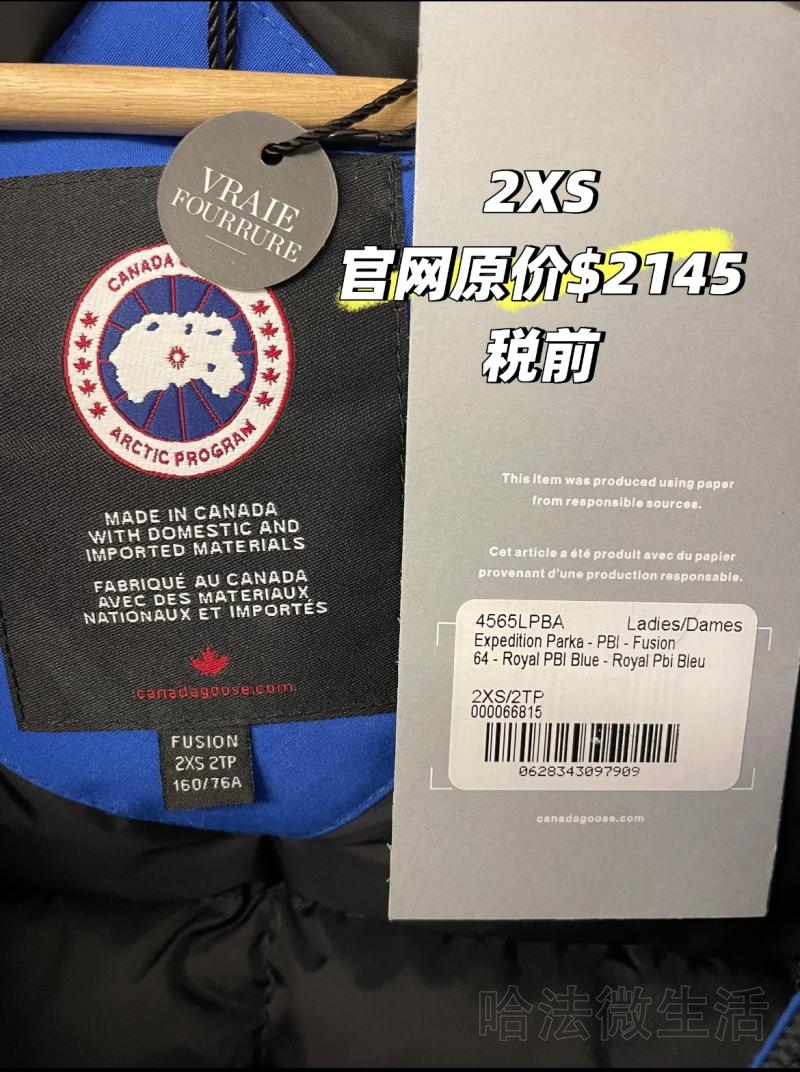 VRAIE
FOURRURE
CANADA
ARCTIC PROGRAM
MADE IN CANADA
WITH DOMESTIC AND
IMPORTED MATERIALS
FABRIQUÉ AU CANADA
AVEC DES MATERIAUX
NATIONAUX ET IMPORTÉS
canadagoose.com
FUSION
2XS 2TP
160/76A
2XS
官网原价$2145
税前
This item was produced using paper
from responsible sources.
Cet article a été produit avec du papier
provenant d'une production responsable.
4565LPBA Ladies/Dames
Expedition Parka - PBI - Fusion
64 - Royal PBI Blue - Royal Pbi Bleu
2XS/2TP
000066815
0628343097909
canadagoose.com
哈法微生活